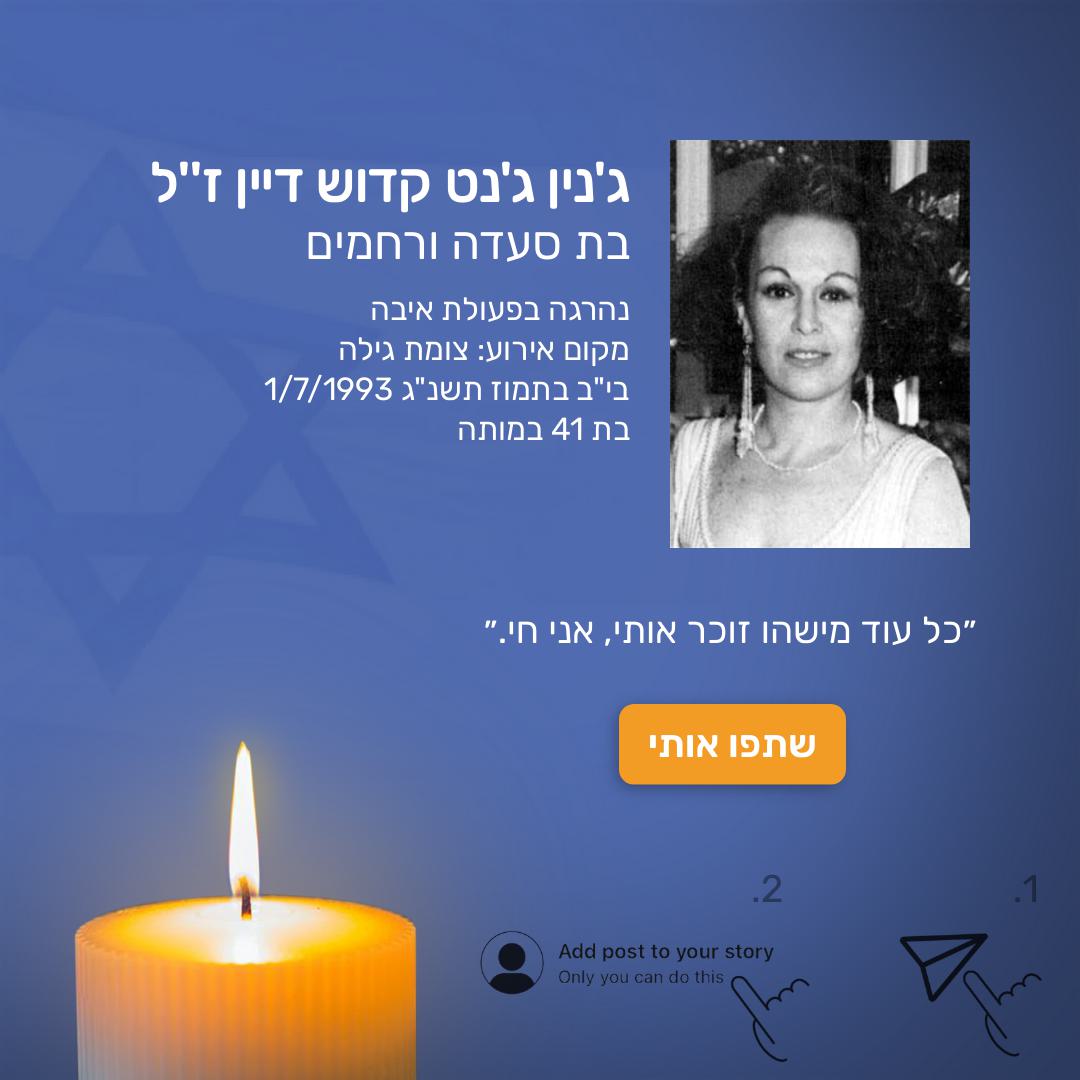 ג'נין ג'נט קדוש דיין ז''ל
בת סעדה ורחמים
נהרגה בפעולת איבה
מקום אירוע: צומת גילה
בי"ב בתמוז תשנ"ג 1/7/1993
בת 41 במותה
״כל עוד מישהו זוכר אותי, אני חי.״
שתפו אותי
1.
2.
Add post to your story
Only you can do this